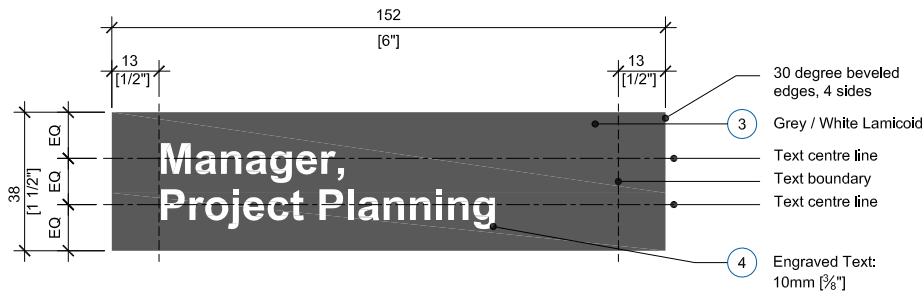 152
[6"]
13
[1/2"]
13
[1/2"]
30 degree beveled
edges, 4 sides
3
Grey / White Lamicoid
EQ
EQ
EQ
38
[1 1/2"]
Manager,
Project Planning
Text centre line
Text boundary
Text centre line
4
Engraved Text:
10mm [⅜"]